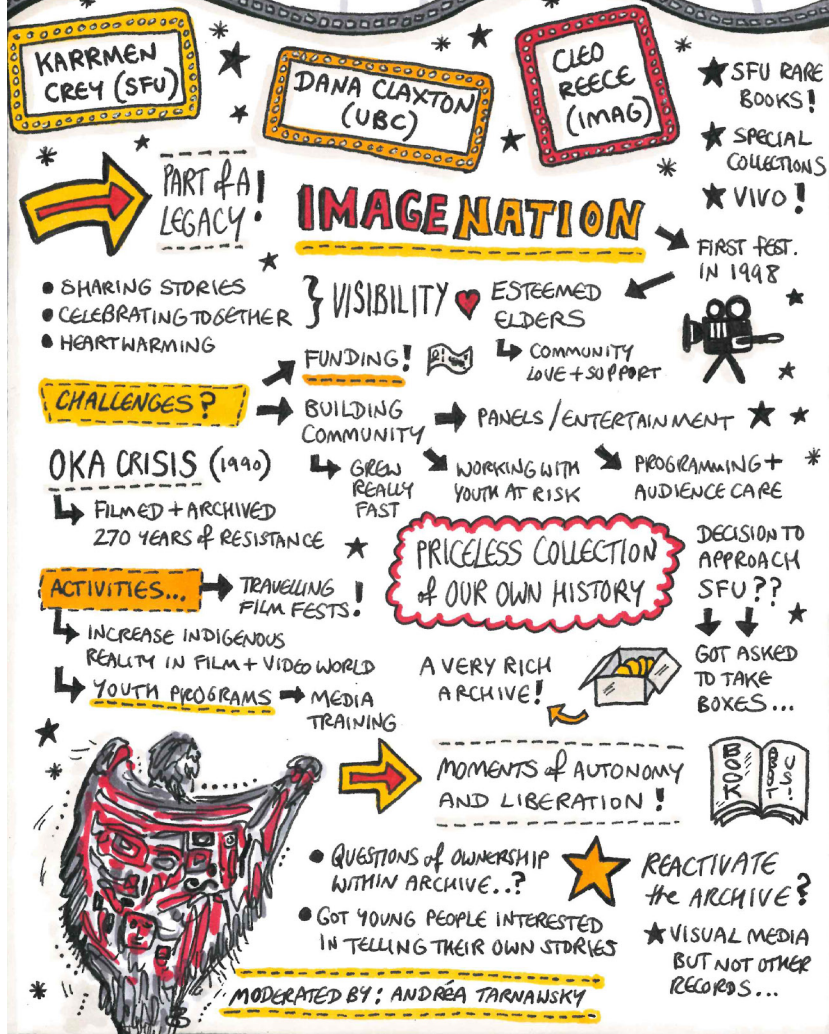 KARRMEN
CREY (SFU)
DANA CLAXTON
(UBC)
CLEO
REECE
(IMAG)
SFU RARE
BOOKS!
SPECIAL
COLLECTIONS
VIVO!
PART of A
LEGACY!
IMAGENATION
FIRST FEST.
IN 1998
SHARING STORIES
CELEBRATING TOGETHER
HEARTWARMING
VISIBILITY
ESTEEMED
ELDERS
COMMUNITY
LOVE + SUPPORT
CHALLENGES?
FUNDING!
BUILDING
COMMUNITY
PANELS/ENTERTAINMENT
GREW
REALLY
FAST
WORKING WITH
YOUTH AT RISK
PROGRAMMING +
AUDIENCE CARE
OKA CRISIS (1990)
FILMED + ARCHIVED
270 YEARS of RESISTANCE
PRICELESS COLLECTION
of OUR OWN HISTORY
DECISION TO
APPROACH
SFU??
GOT ASKED
TO TAKE
BOXES...
ACTIVITIES...
TRAVELLING
FILM FESTS!
INCREASE INDIGENOUS
REALITY IN FILM + VIDEO WORLD
YOUTH PROGRAMS
MEDIA
TRAINING
A VERY RICH
ARCHIVE!
MOMENTS of AUTONOMY
AND LIBERATION!
BOOK
ABOUT
US!
QUESTIONS of OWNERSHIP
WITHIN ARCHIVE..?
GOT YOUNG PEOPLE INTERESTED
IN TELLING THEIR OWN STORIES
REACTIVATE
the ARCHIVE?
VISUAL MEDIA
BUT NOT OTHER
RECORDS...
MODERATED BY: ANDRÉA TARNAWSKY